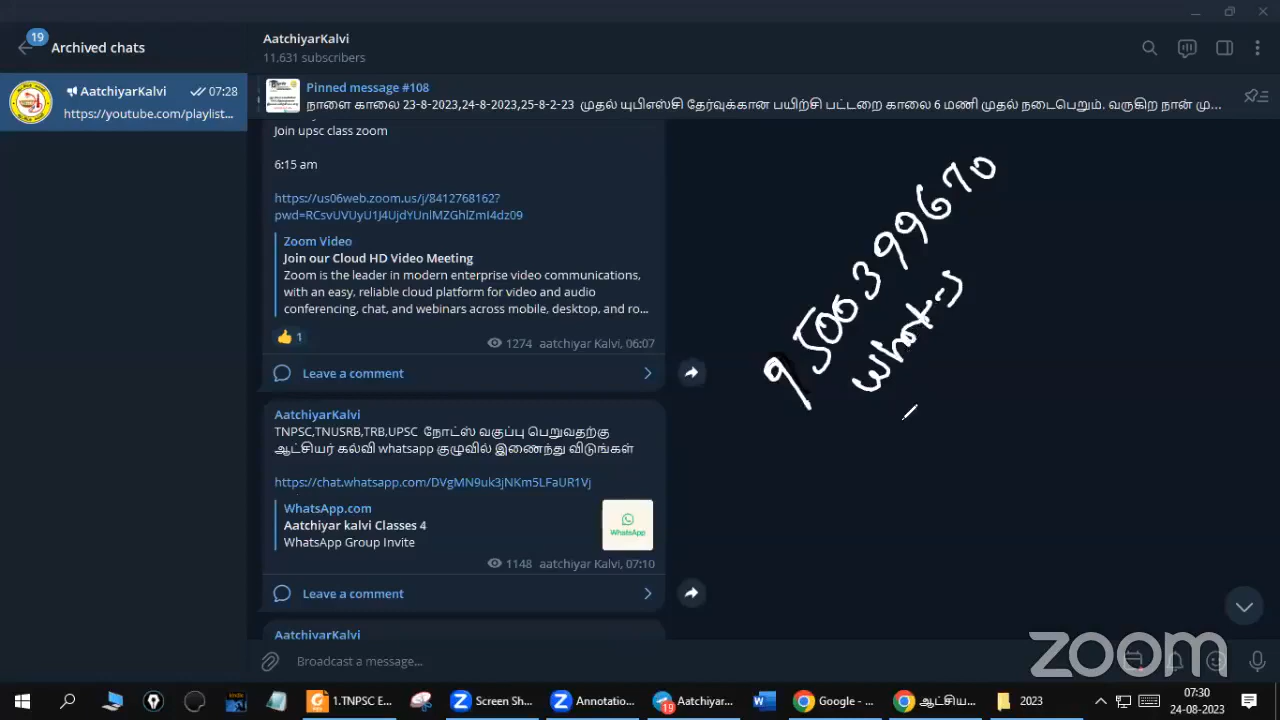 19
Archived chats
AatchiyarKalvi
07:28
https://youtube.com/playlist...
AatchiyarKalvi
11,631 subscribers
Pinned message #108
நாளை காலை 23-8-2023,24-8-2023,25-8-2-23 முதல் யுபிஎஸ்சி தேர்வுக்கான பயிற்சி பட்டறை காலை 6 மணி முதல் நடைபெறும். வருகிற நான் மு...
Join upsc class zoom
6:15 am
https://us06web.zoom.us/j/8412768162?
pwd=RCsvUVUyU1J4UjdYUnlMZGhlZml4dz09
Zoom Video
Join our Cloud HD Video Meeting
Zoom is the leader in modern enterprise video communications,
with an easy, reliable cloud platform for video and audio
conferencing, chat, and webinars across mobile, desktop, and ro...
👍 1
1274 aatchiyar Kalvi, 06:07
Leave a comment
AatchiyarKalvi
TNPSC,TNUSRB,TRB,UPSC நோட்ஸ் வகுப்பு பெறுவதற்கு
ஆட்சியர் கல்வி whatsapp குழுவில் இணைந்து விடுங்கள்
https://chat.whatsapp.com/DVgMN9uk3jNKm5LFaUR1Vj
WhatsApp.com
Aatchiyar kalvi Classes 4
WhatsApp Group Invite
WhatsApp
1148 aatchiyar Kalvi, 07:10
Leave a comment
AatchiyarKalvi
Broadcast a message...
9500399670
What-s
zoom
1.TNPSC E...
Screen Sh...
Annotatio...
19
Aatchiyar...
Google - ...
ஆட்சிய...
2023
07:30
24-08-2023